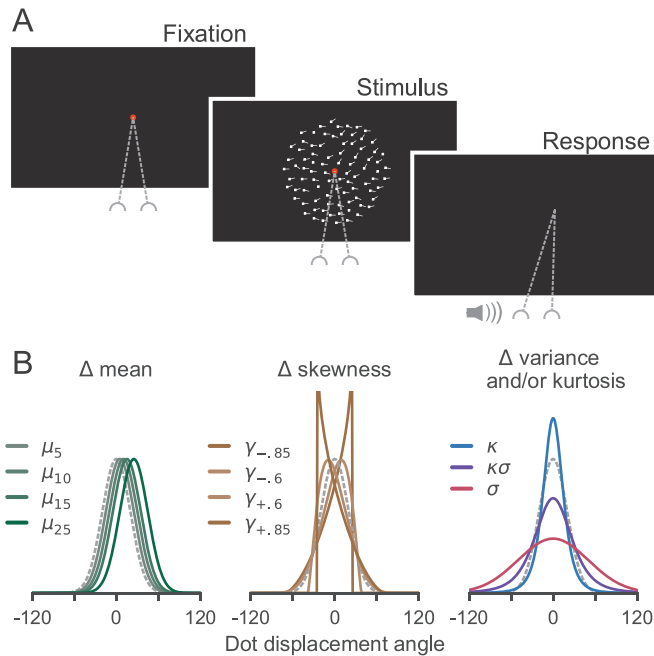 A
Fixation
Stimulus
Response
B
Δ mean
Δ skewness
Δ variance
and/or kurtosis
μ₅
μ₁₀
μ₁₅
μ₂₅
γ₋.₈₅
γ₋.₆
γ₊.₆
γ₊.₈₅
κ
κσ
σ
-120 0 120
-120 0 120
-120 0 120
Dot displacement angle